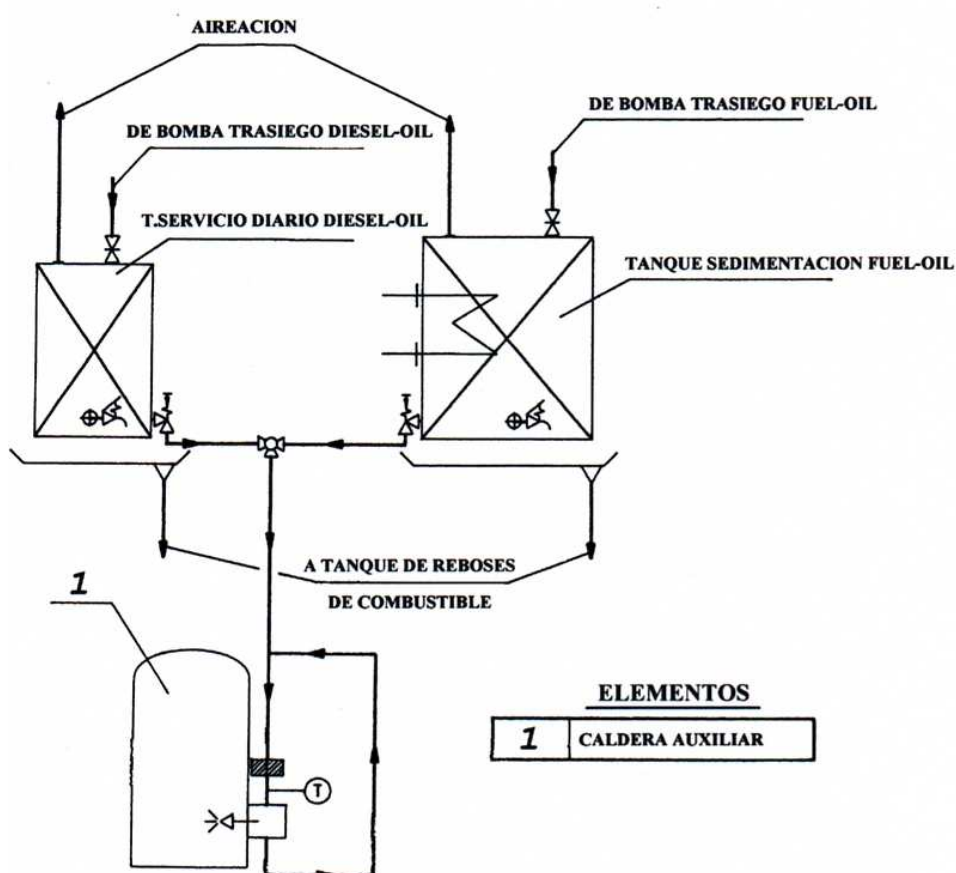 AIREACION
DE BOMBA TRASIEGO FUEL-OIL
DE BOMBA TRASIEGO DIESEL-OIL
T.SERVICIO DIARIO DIESEL-OIL
TANQUE SEDIMENTACION FUEL-OIL
A TANQUE DE REBOSES
DE COMBUSTIBLE
1
ELEMENTOS
1 CALDERA AUXILIAR
T